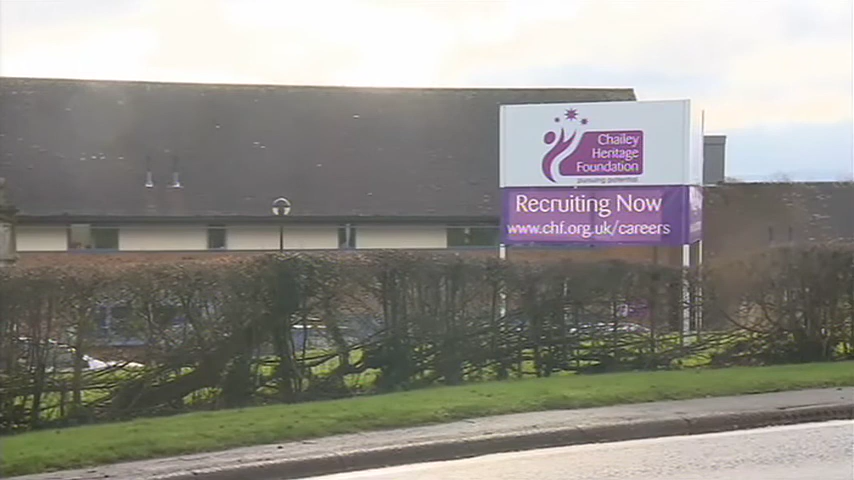 Chailey
Heritage
Foundation
pursuing potential
Recruiting Now
www.chf.org.uk/careers